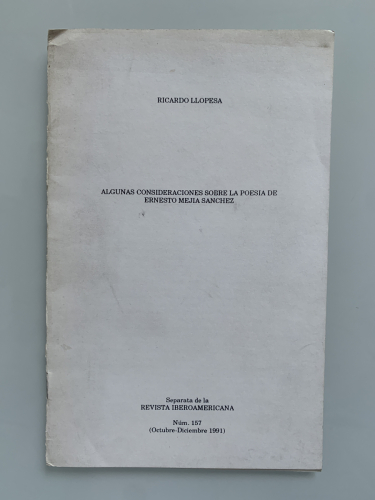 RICARDO LLOPESA
ALGUNAS CONSIDERACIONES SOBRE LA POESIA DE
ERNESTO MEJIA SANCHEZ
Separata de la
REVISTA IBEROAMERICANA
Núm. 157
(Octubre-Diciembre 1991)